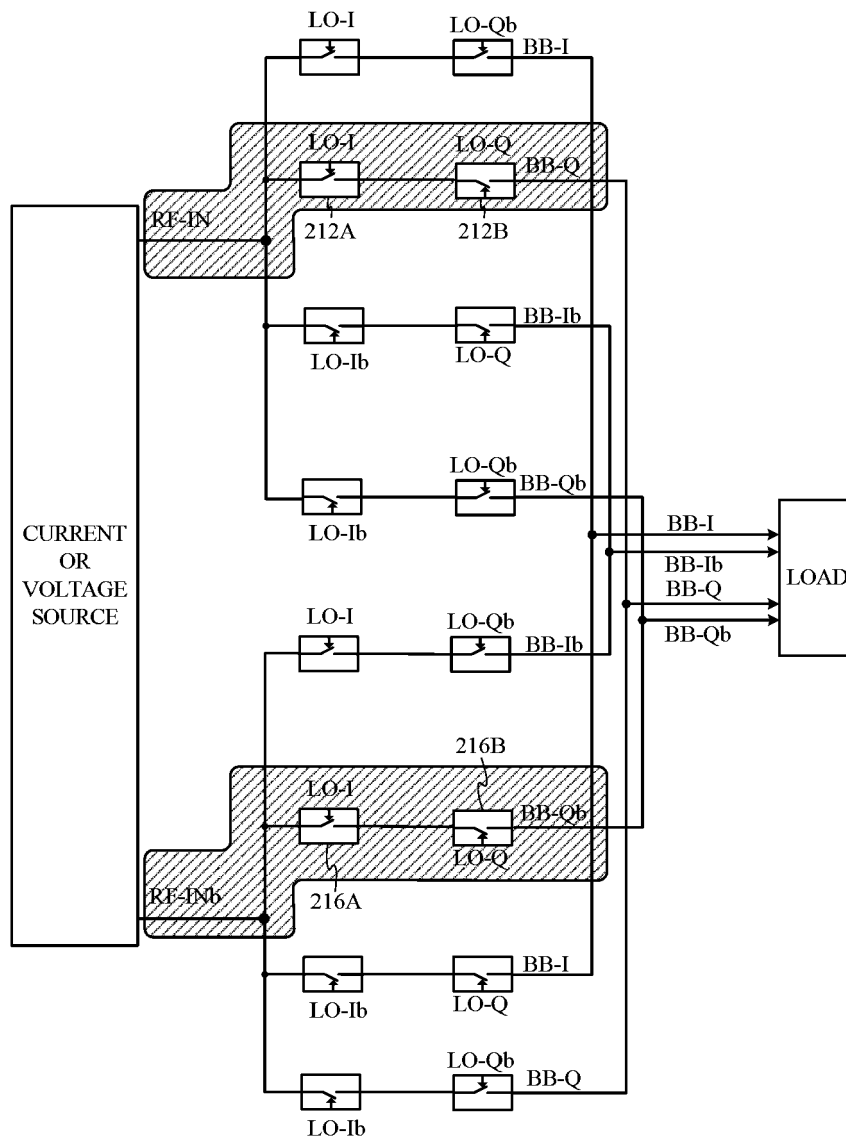 LO-I
LO-Qb
BB-I
LO-I
LO-Q
BB-Q
RF-IN
212A
212B
BB-Ib
LO-Ib
LO-Q
LO-Qb
BB-Qb
LO-Ib
CURRENT
OR
VOLTAGE
SOURCE
BB-I
BB-Ib
BB-Q
BB-Qb
LOAD
LO-I
LO-Qb
BB-Ib
216B
LO-I
BB-Qb
LO-Q
RF-INb
216A
BB-I
LO-Ib
LO-Q
LO-Qb
BB-Q
LO-Ib